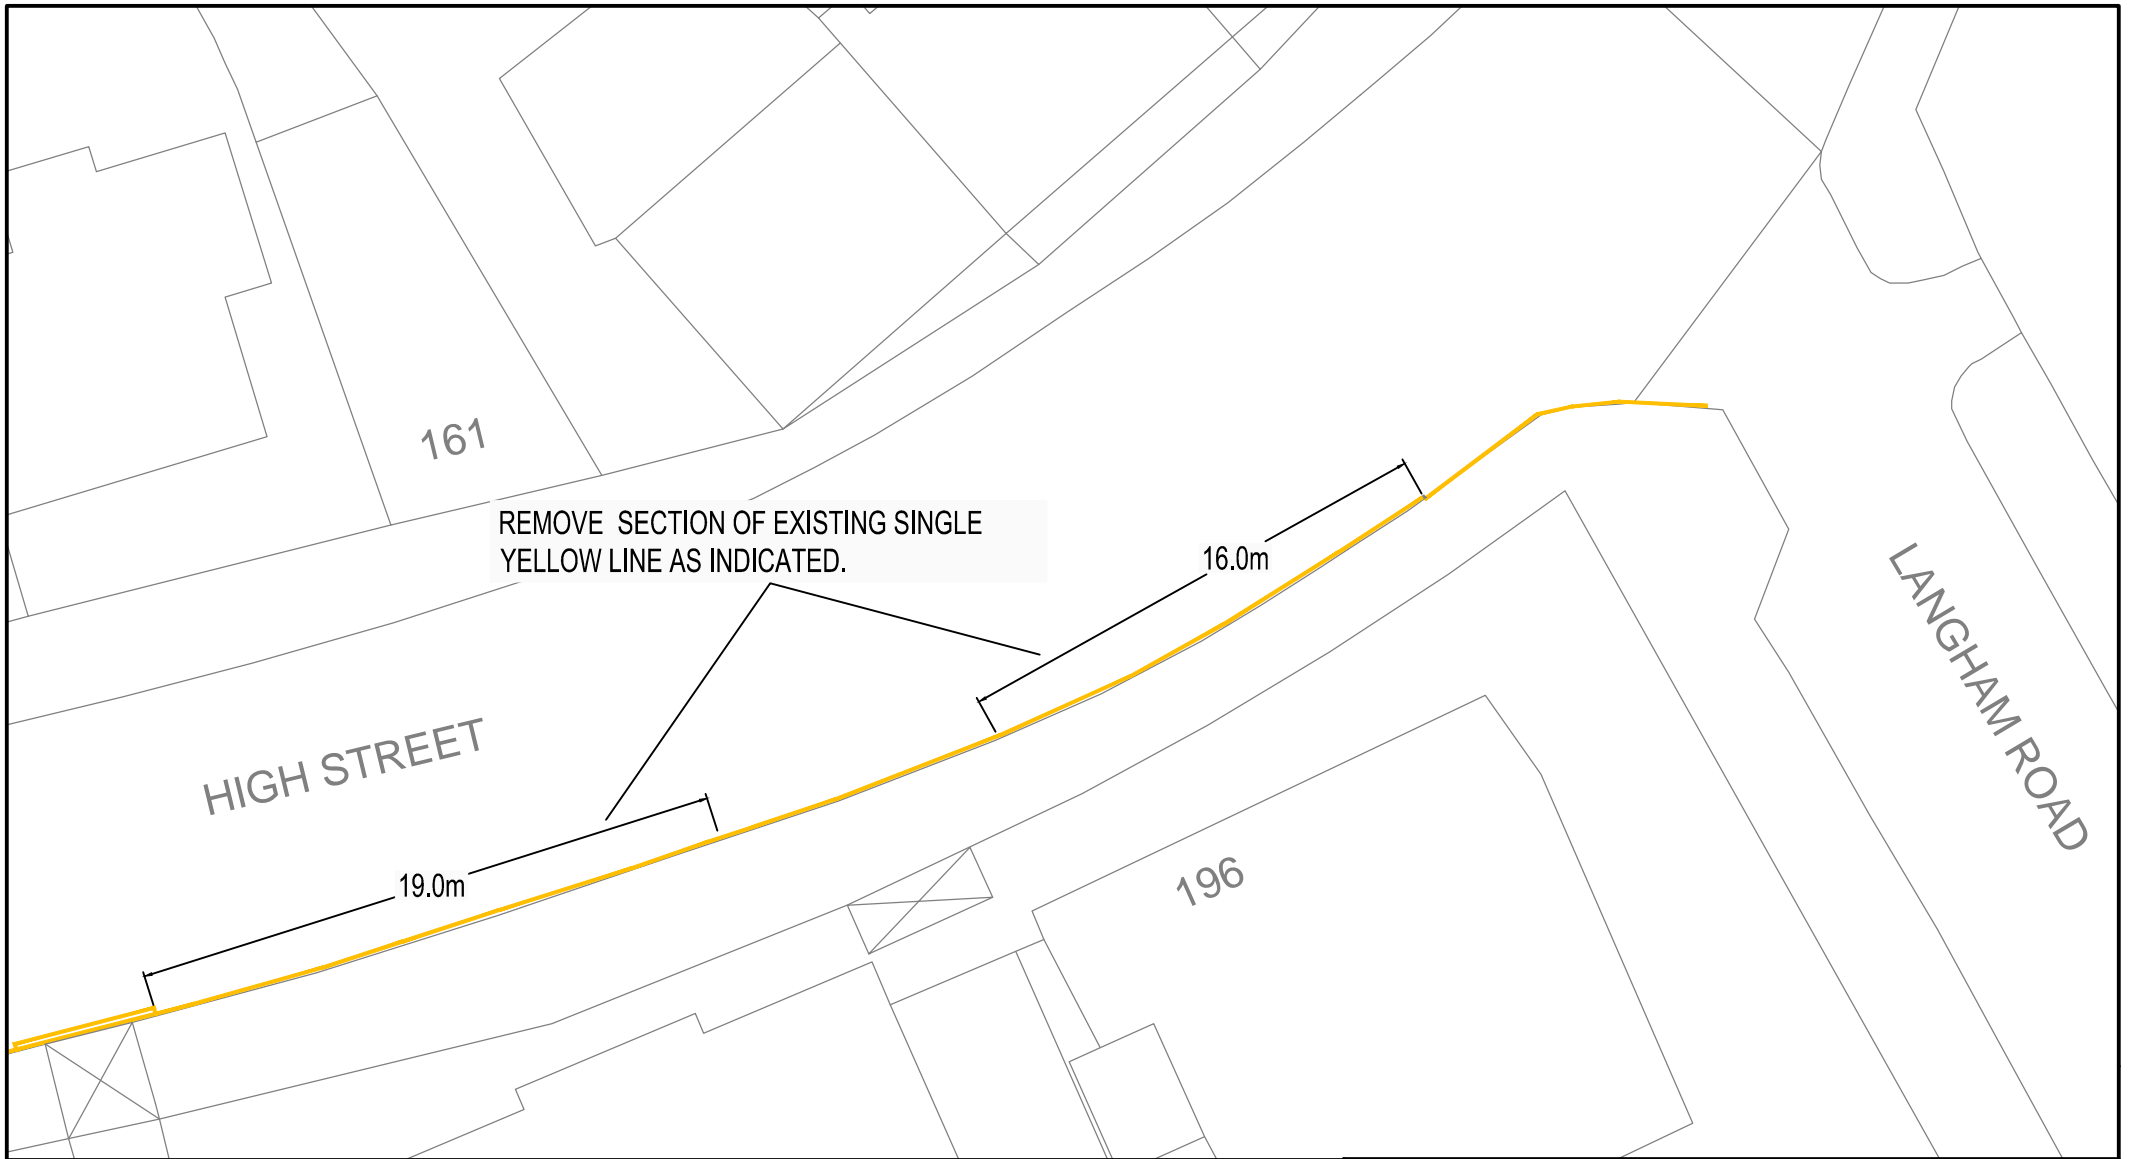 161
REMOVE SECTION OF EXISTING SINGLE
YELLOW LINE AS INDICATED.
16.0m
LANGHAM ROAD
HIGH STREET
19.0m
196